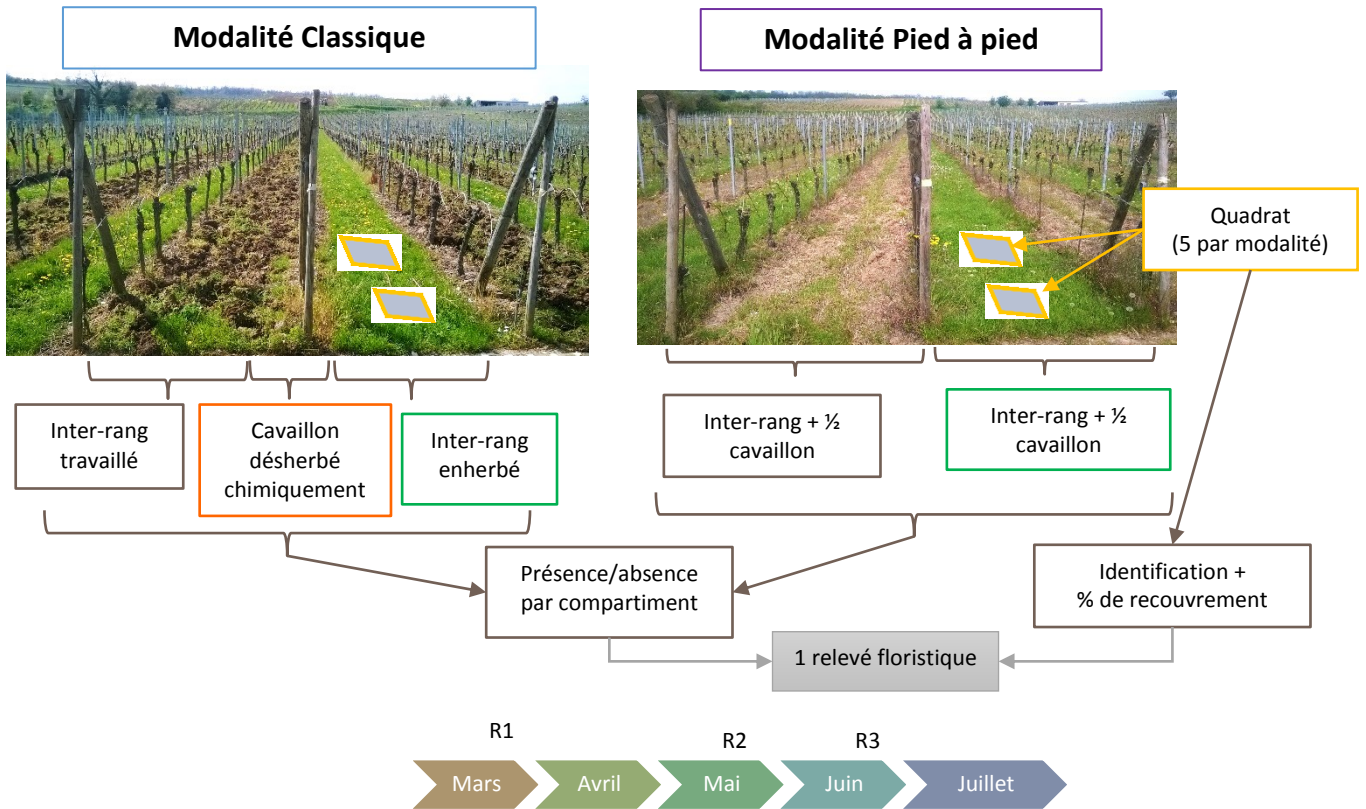 Modalité Classique
Modalité Pied à pied
Quadrat
(5 par modalité)
Inter-rang
travaillé
Cavaillon
désherbé
chimiquement
Inter-rang
enherbé
Inter-rang + ½
cavaillon
Inter-rang + ½
cavaillon
Présence/absence
par compartiment
Identification +
% de recouvrement
1 relevé floristique
R1
R2
R3
Mars
Avril
Mai
Juin
Juillet